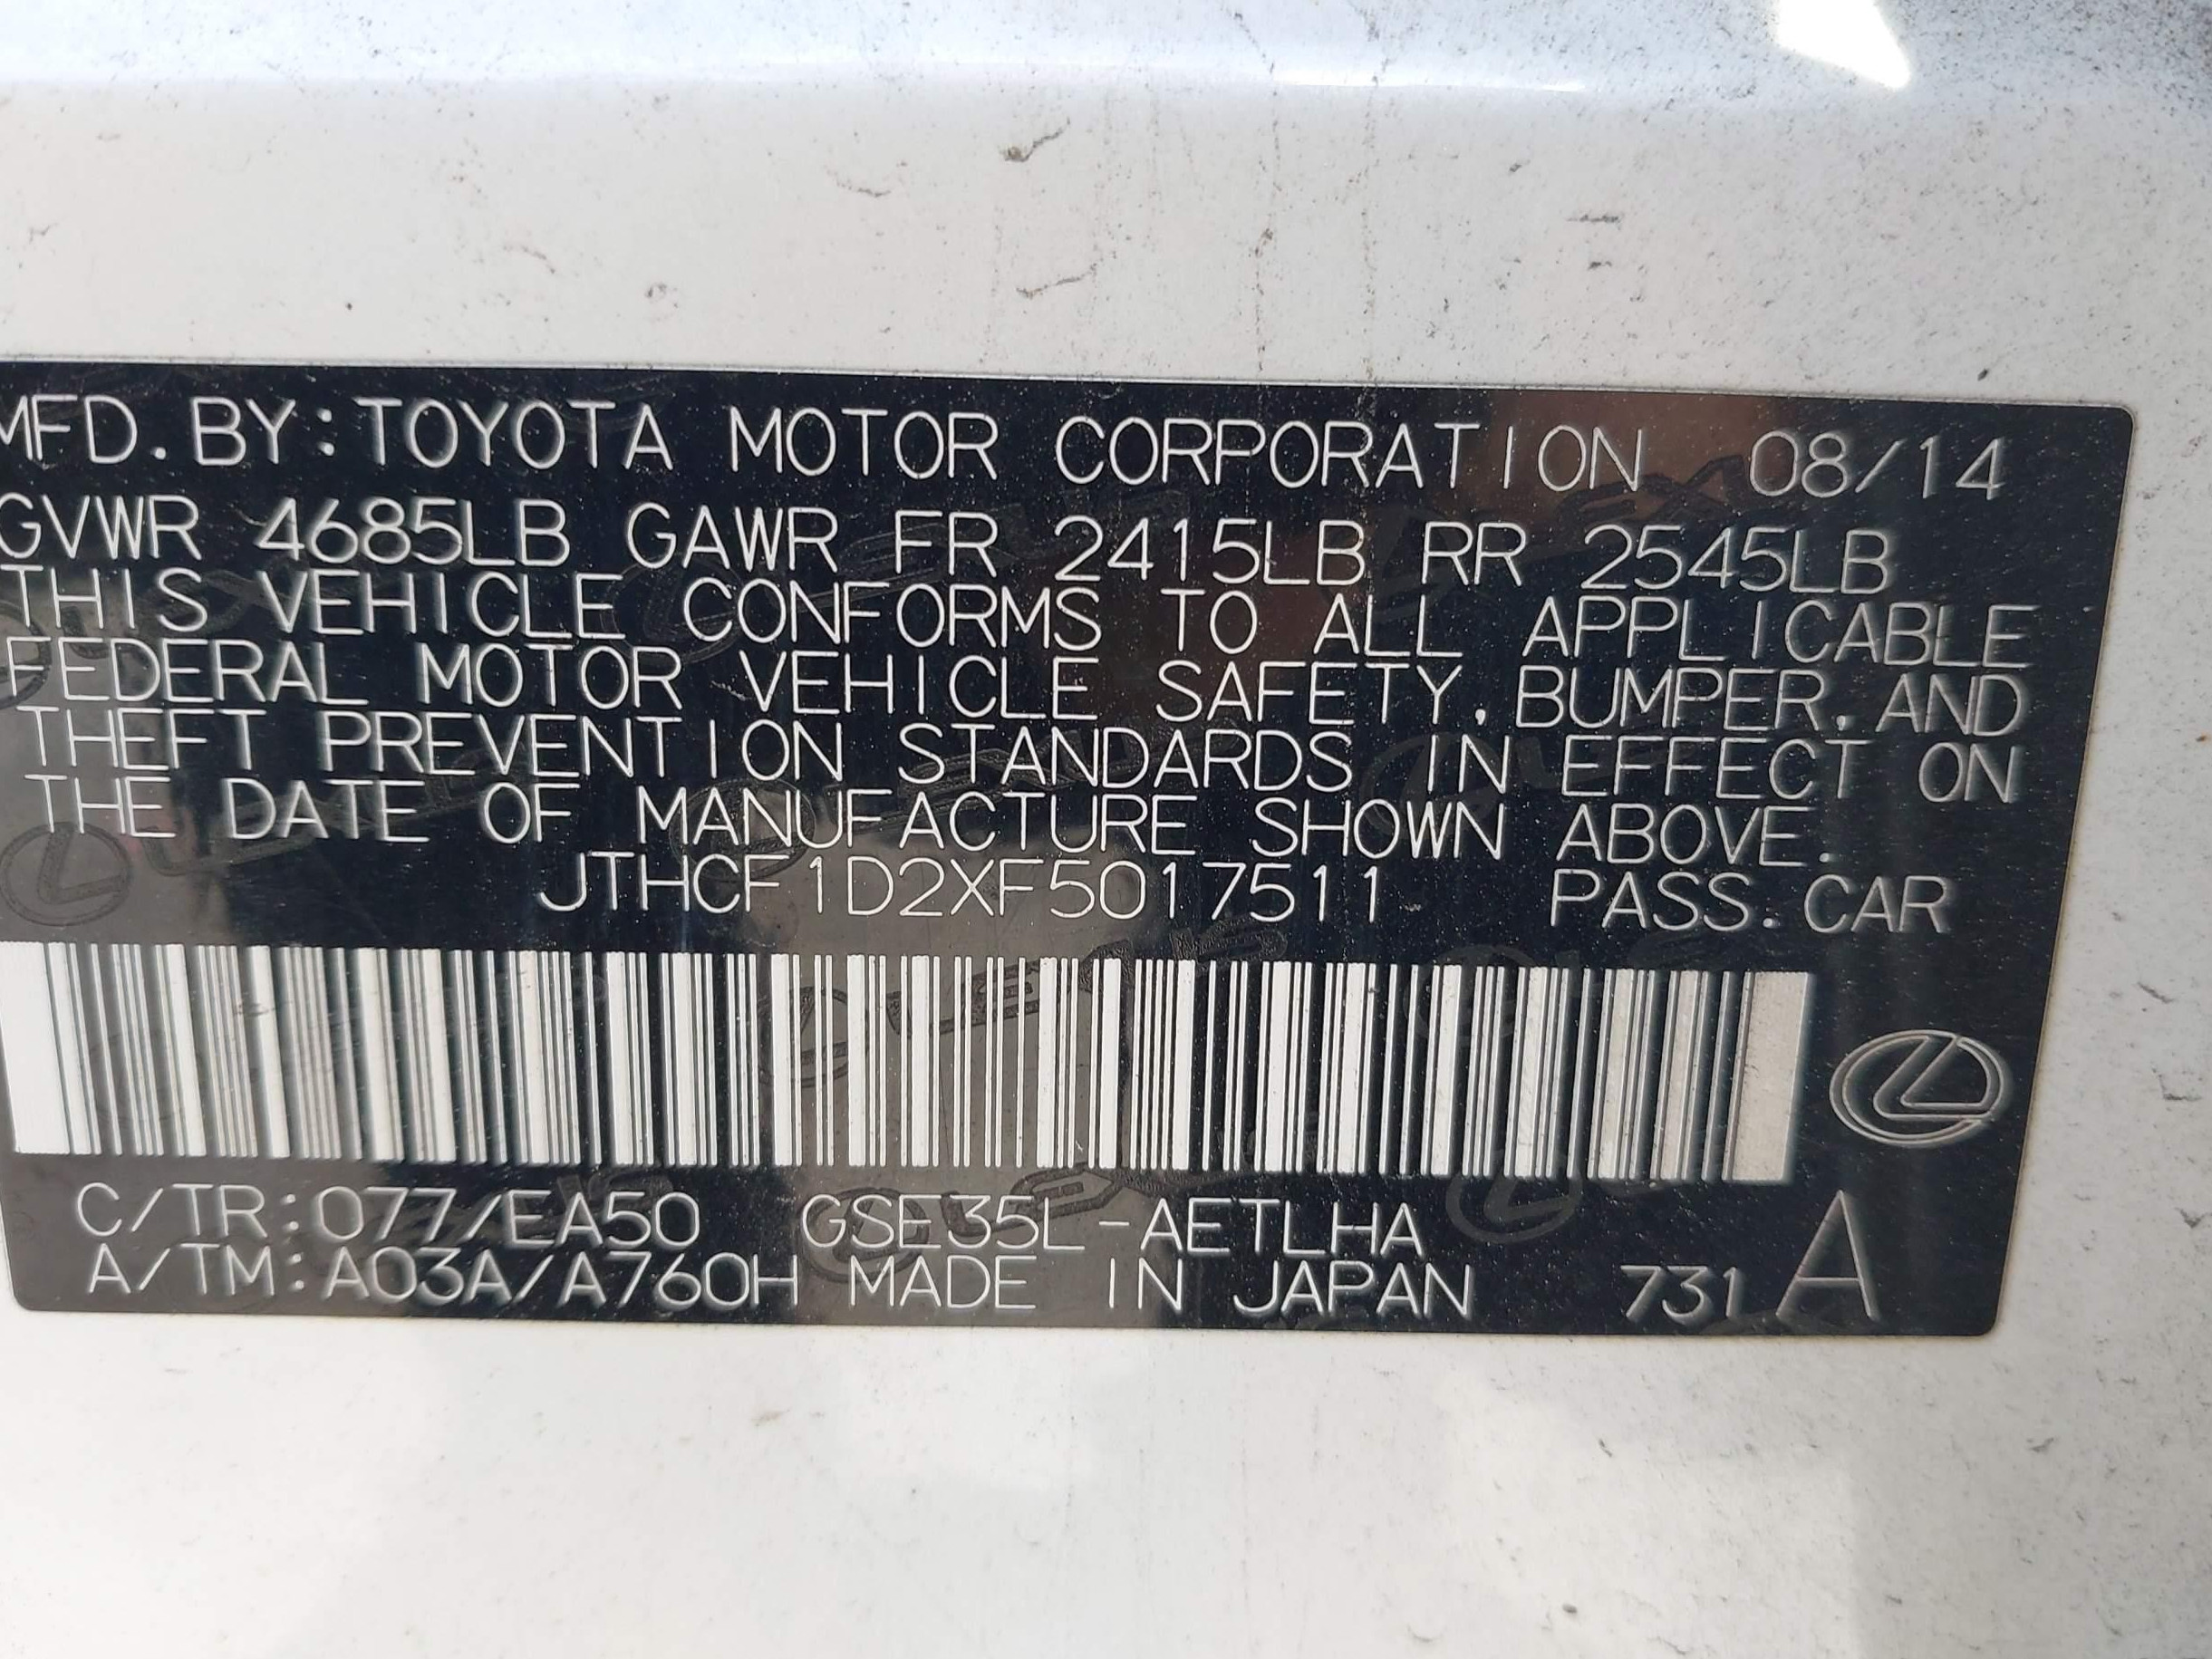 MFD. BY: TOYOTA MOTOR CORPORATION 08/14
GVWR 4685LB GAWR FR 2415LB RR 2545LB
THIS VEHICLE CONFORMS TO ALL APPLICABLE
FEDERAL MOTOR VEHICLE SAFETY, BUMPER, AND
THEFT PREVENTION STANDARDS IN EFFECT ON
THE DATE OF MANUFACTURE SHOWN ABOVE.
JTHCF1D2XF5017511 PASS. CAR
C/TR: 077/EA50 GSE35L-AETLHA
A/TM: A03A/A760H MADE IN JAPAN 731 A